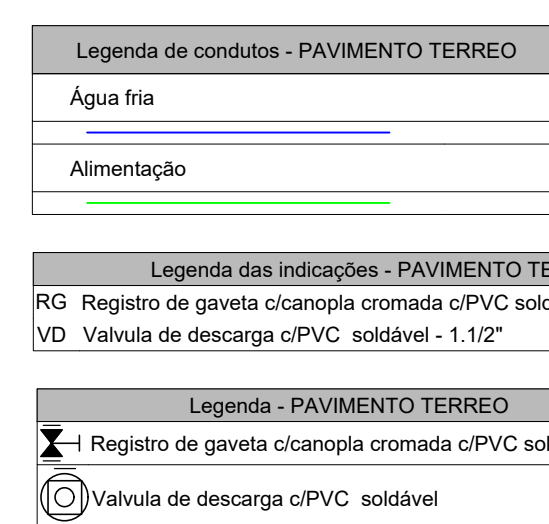 Legenda de condutos - PAVIMENTO TERREO
Água fria
Alimentação
Legenda das indicações - PAVIMENTO
RG Registro de gaveta c/canopla cromada c/PVC
VD Valvula de descarga c/PVC soldável - 1.1/2"
Legenda - PAVIMENTO TERREO
Registro de gaveta c/canopla cromada c/PVC
Valvula de descarga c/PVC soldável